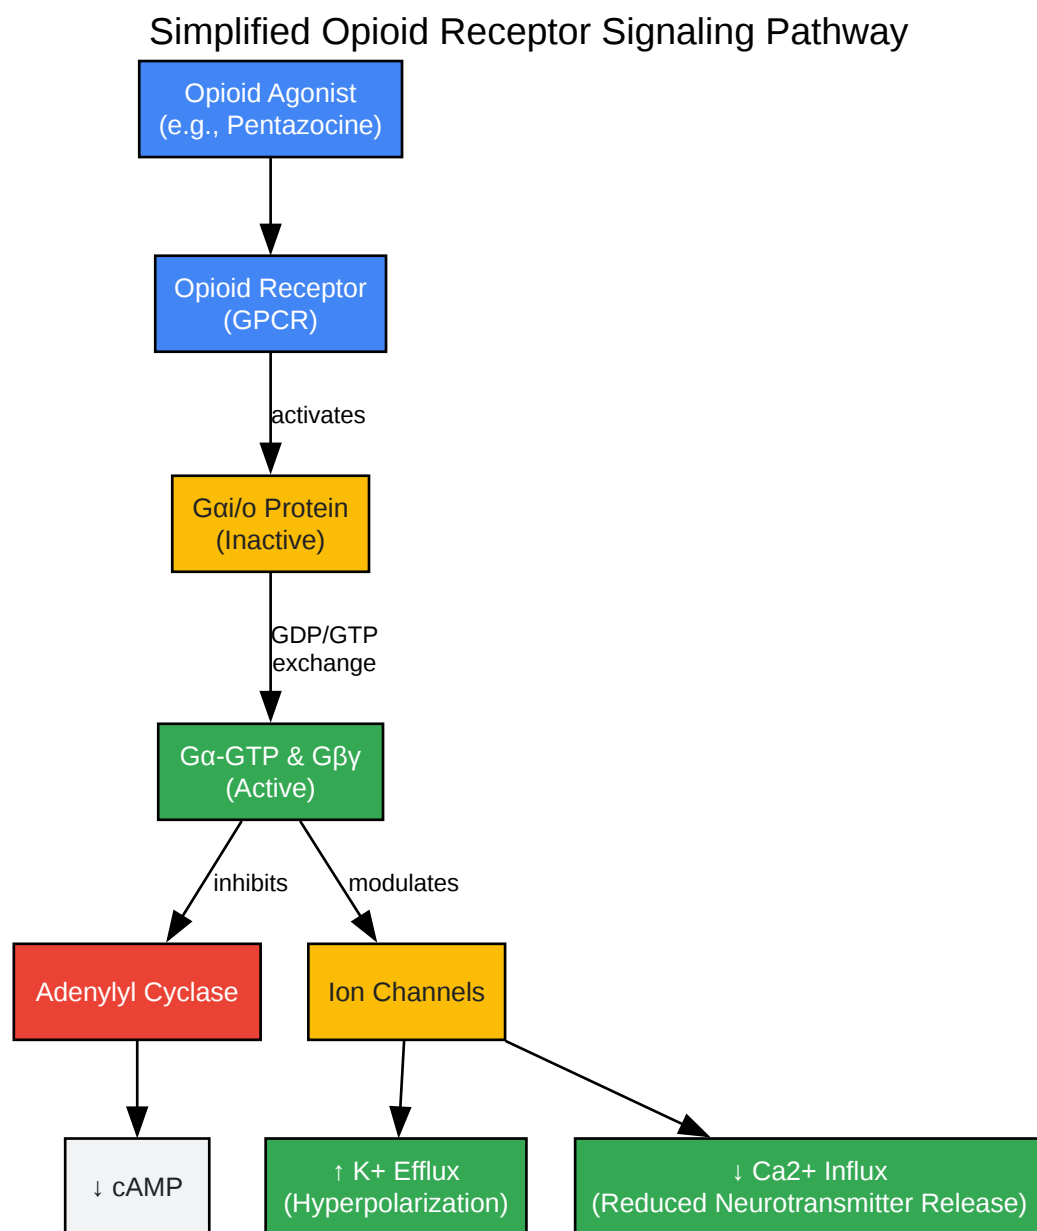 Simplified Opioid Receptor Signaling Pathway
Opioid Agonist
(e.g., Pentazocine)
Opioid Receptor
(GPCR)
activates
Gαi/o Protein
(Inactive)
GDP/GTP
exchange
Gα-GTP & Gβγ
(Active)
inhibits
modulates
Adenylyl Cyclase
Ion Channels
↓ cAMP
↑ K+ Efflux
(Hyperpolarization)
↓ Ca2+ Influx
(Reduced Neurotransmitter Release)